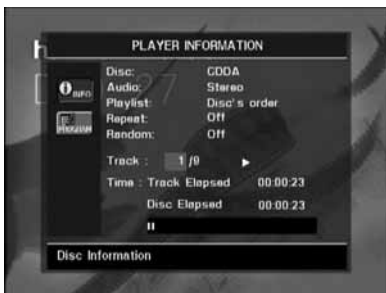 PLAYER INFORMATION
Disc: CDDA
INFO Audio: Stereo
Playlist: Disc's order
PROGRAM Repeat: Off
Random: Off
Track : 1 /9
Time : Track Elapsed 00:00:23
Disc Elapsed 00:00:23
Disc Information